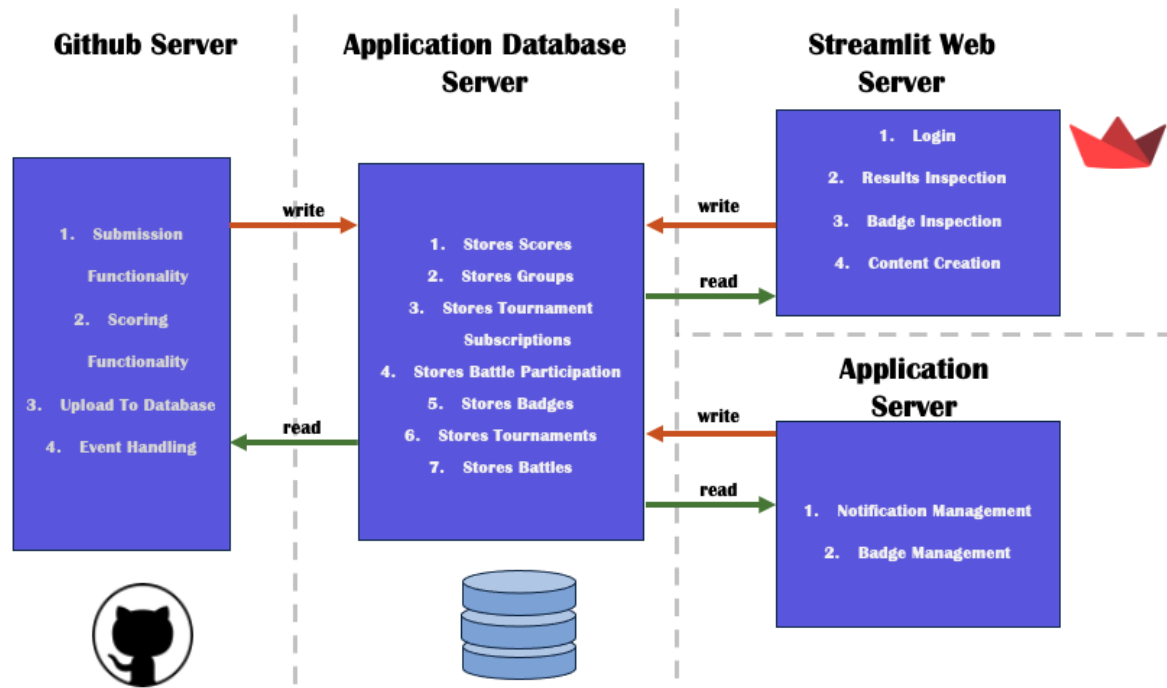 Github Server
1. Submission
Functionality
2. Scoring
Functionality
3. Upload To Database
4. Event Handling
write
read
Application Database
Server
1. Stores Scores
2. Stores Groups
3. Stores Tournament
Subscriptions
4. Stores Battle Participation
5. Stores Badges
6. Stores Tournaments
7. Stores Battles
write
read
Streamlit Web
Server
1. Login
2. Results Inspection
3. Badge Inspection
4. Content Creation
write
read
Application
Server
1. Notification Management
2. Badge Management